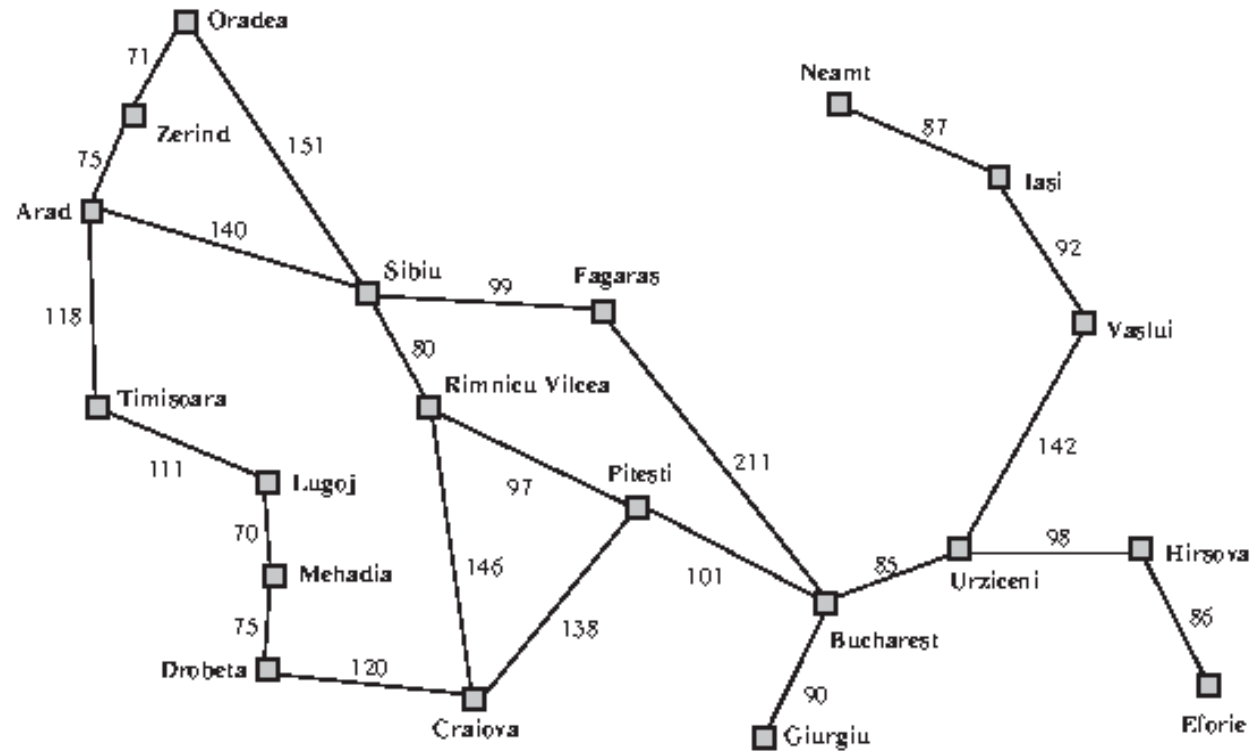 Oradea
71
Neamt
87
Zerind
151
75
Iasi
Arad
140
92
Sibiu
99
Fagaras
118
80
Vaslui
Timisoara
Rimnicu Vilcea
142
111
Lugoj
97
Pitesti
211
70
98
Hirsova
Mehadia
146
101
85
Urziceni
75
138
86
Bucharest
Drobeta
120
90
Craiova
Giurgiu
Eforie